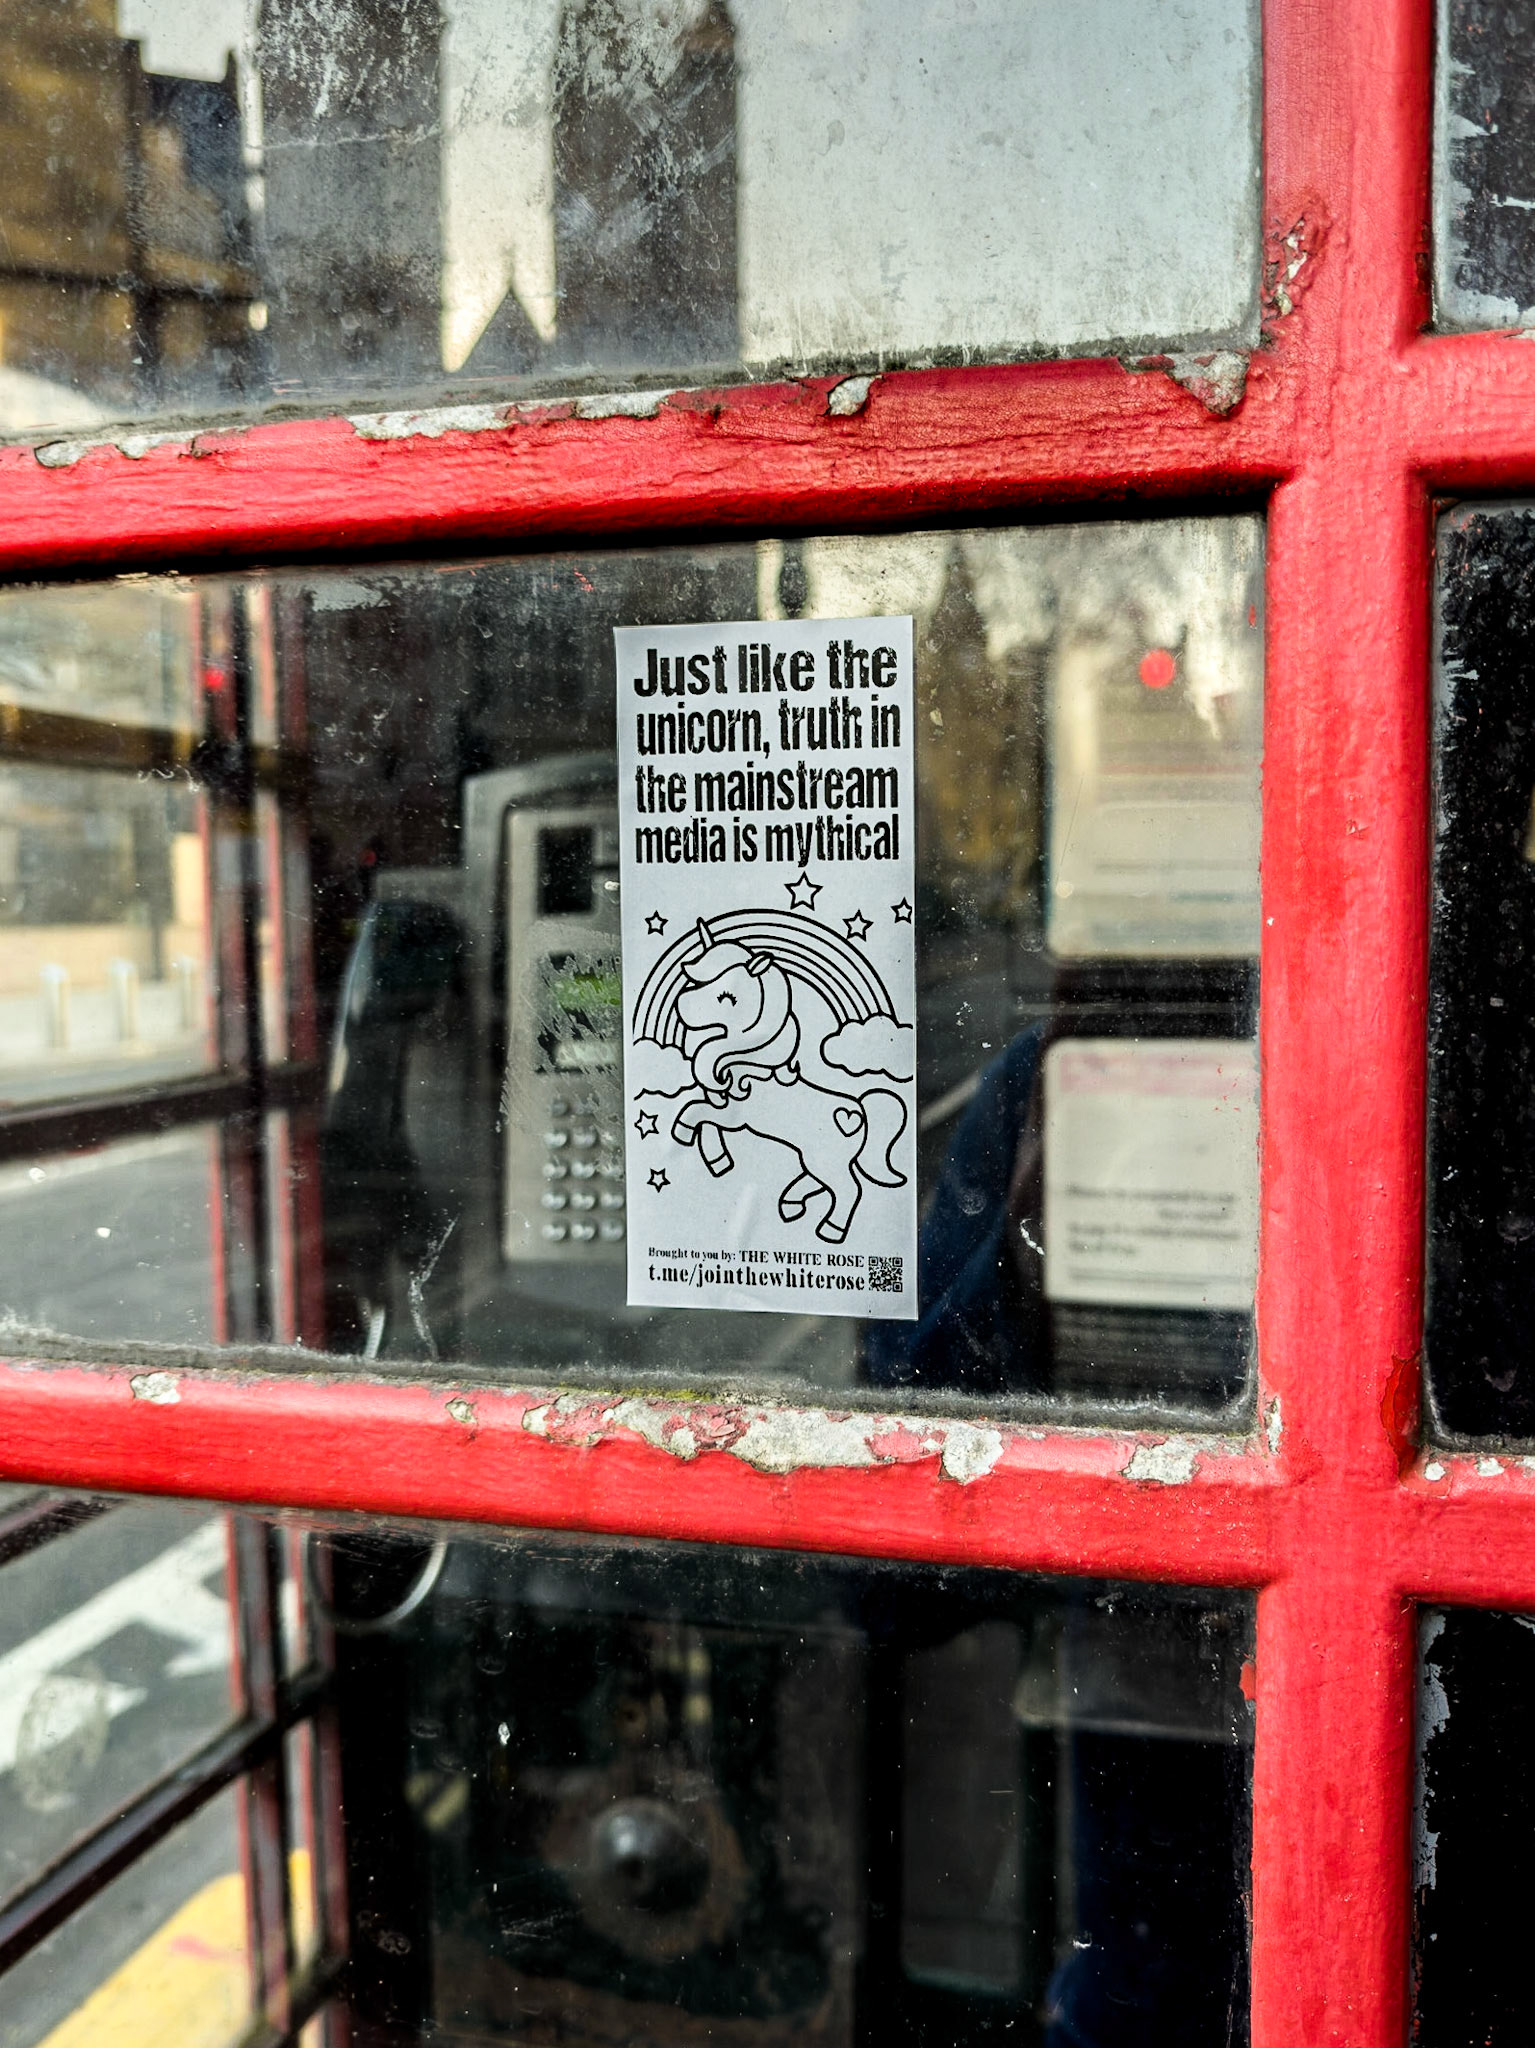 Just like the
unicorn, truth in
the mainstream
media is mythical
Brought to you by: THE WHITE ROSE
t.me/jointhewhiterose